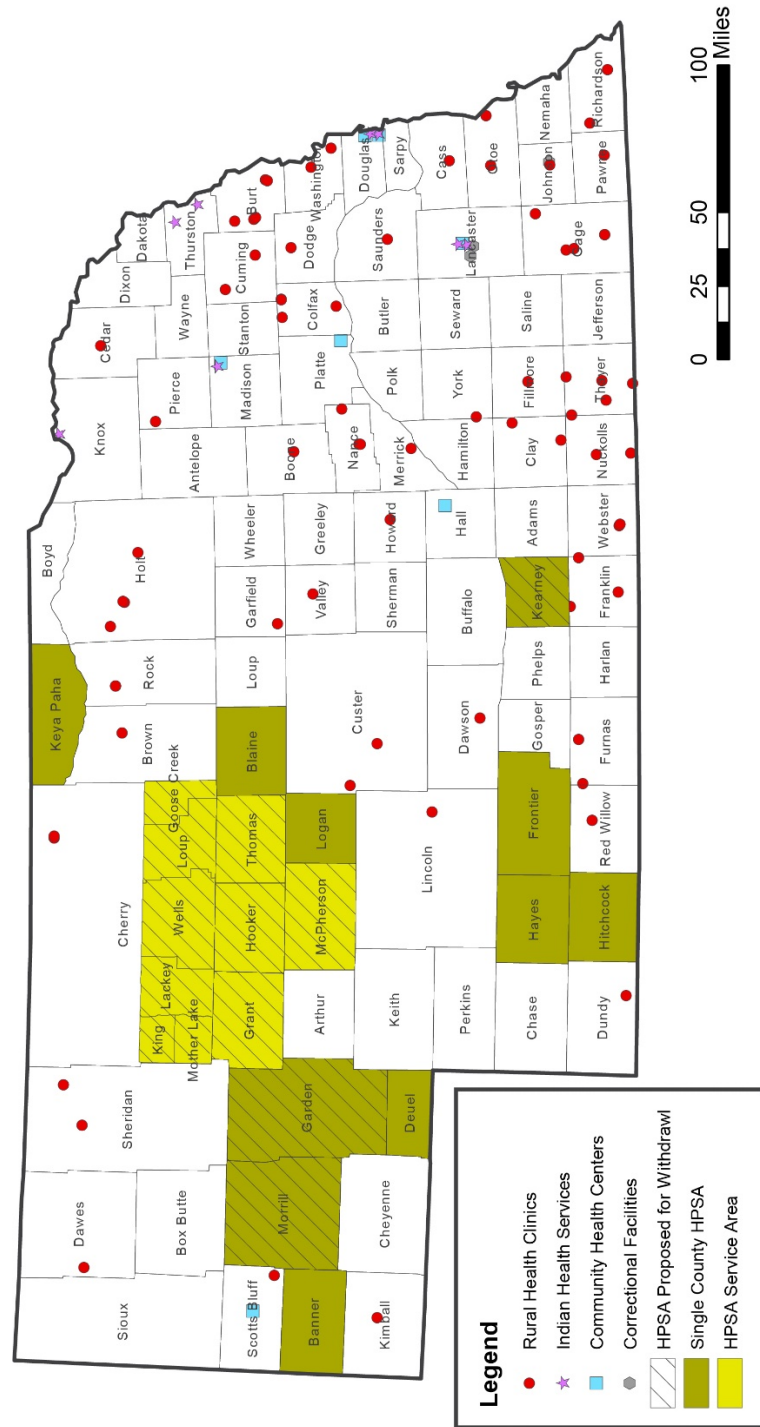 Sioux
Dawes
Sheridan
Cherry
Keya Paha
Boyd
Knox
Cedar
Dixon
Dakota
Box Butte
King
Lackey
Mother Lake
Wells
Loup
Goose Creek
Brown
Rock
Holt
Antelope
Pierce
Wayne
Thurston
Scotts Bluff
Morrill
Garden
Grant
Hooker
Thomas
Blaine
Loup
Garfield
Wheeler
Boone
Madison
Stanton
Cuming
Burt
Banner
Arthur
McPherson
Logan
Custer
Valley
Greeley
Nance
Platte
Colfax
Dodge
Washington
Kimball
Cheyenne
Deuel
Keith
Lincoln
Sherman
Howard
Merrick
Polk
Butler
Saunders
Douglas
Sarpy
Perkins
Dawson
Buffalo
Hall
Hamilton
York
Seward
Lancaster
Cass
Otoe
Chase
Hayes
Frontier
Gosper
Phelps
Kearney
Adams
Clay
Fillmore
Saline
Gage
Johnson
Nemaha
Dundy
Hitchcock
Red Willow
Furnas
Harlan
Franklin
Webster
Nuckolls
Thayer
Jefferson
Pawnee
Richardson
Legend
Rural Health Clinics
Indian Health Services
Community Health Centers
Correctional Facilities
HPSA Proposed for Withdrawl
Single County HPSA
HPSA Service Area
0 25 50 100
Miles